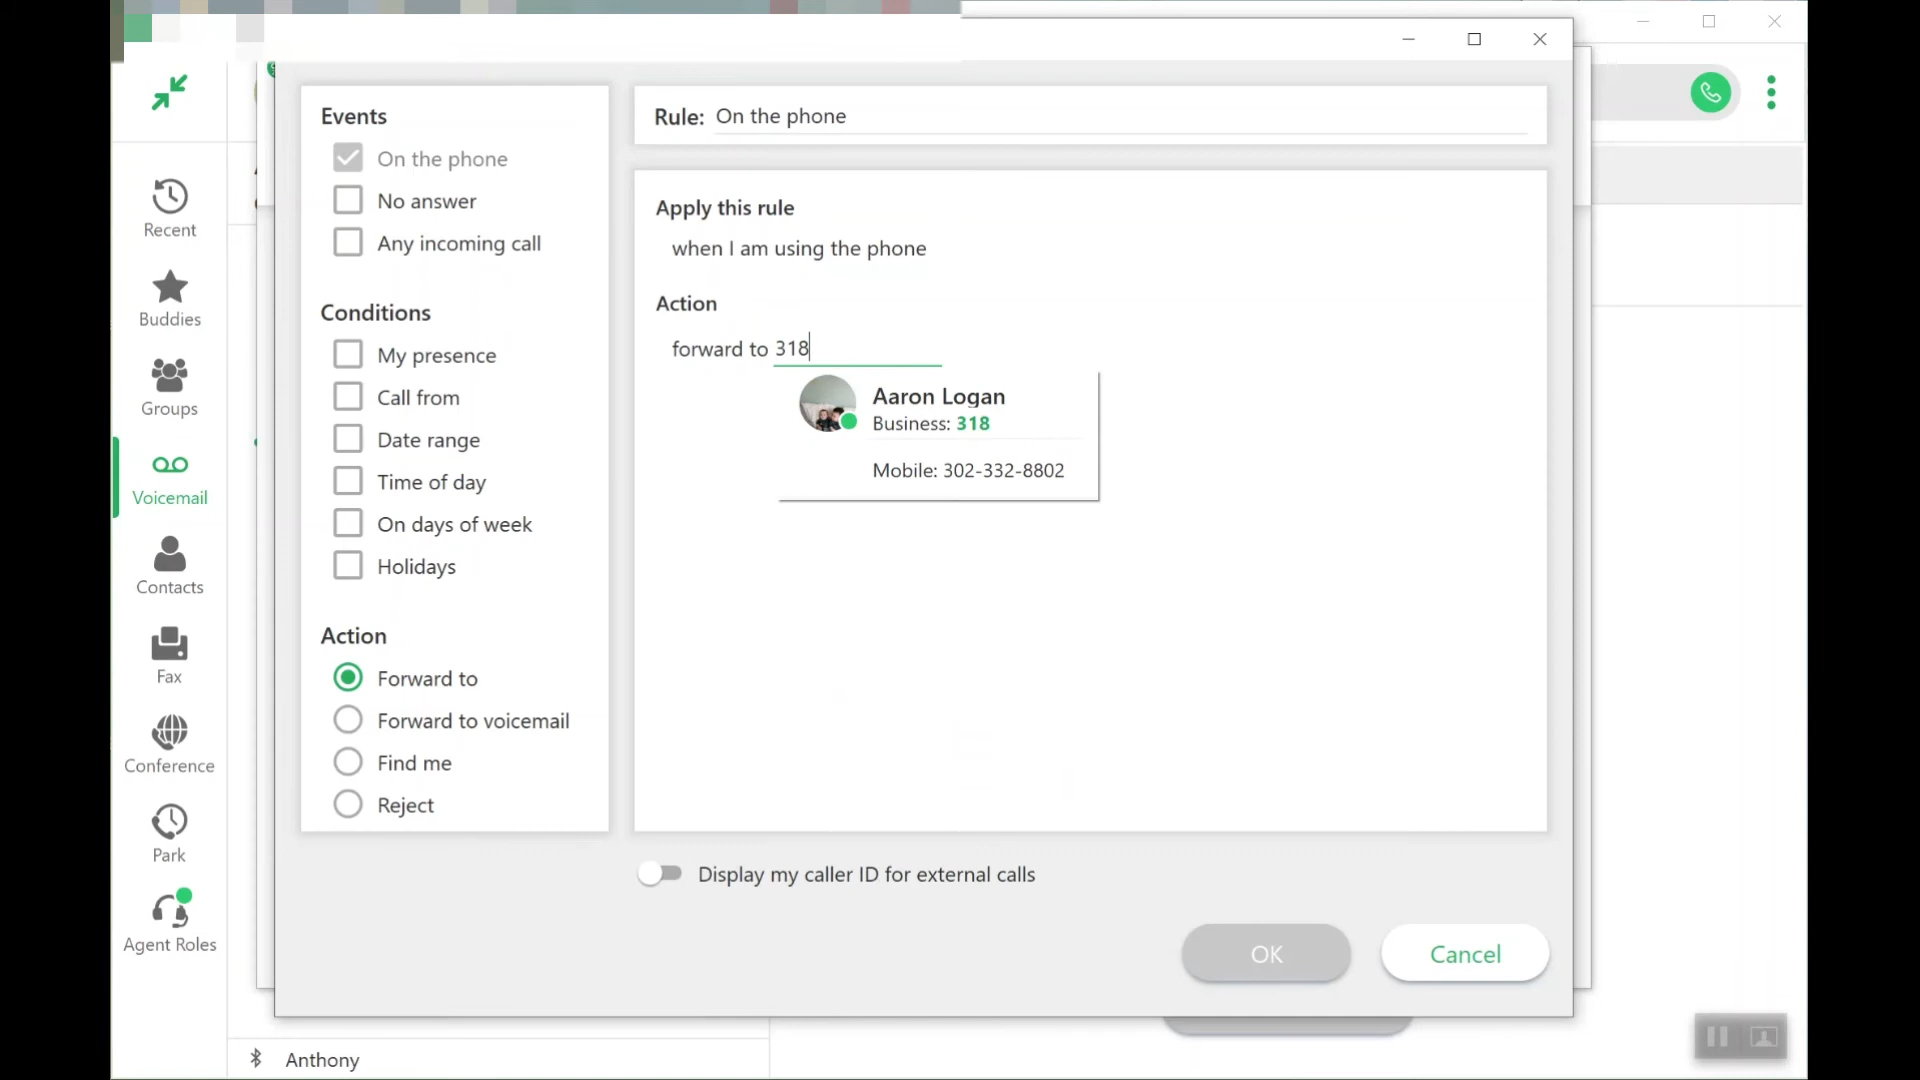 Recent
Buddies
Groups
Voicemail
Contacts
Fax
Conference
Park
Agent Roles
Events
On the phone
No answer
Any incoming call
Conditions
My presence
Call from
Date range
Time of day
On days of week
Holidays
Action
Forward to
Forward to voicemail
Find me
Reject
Rule: On the phone
Apply this rule
when I am using the phone
Action
forward to 318
Aaron Logan
Business: 318
Mobile: 302-332-8802
Display my caller ID for external calls
OK
Cancel
Anthony